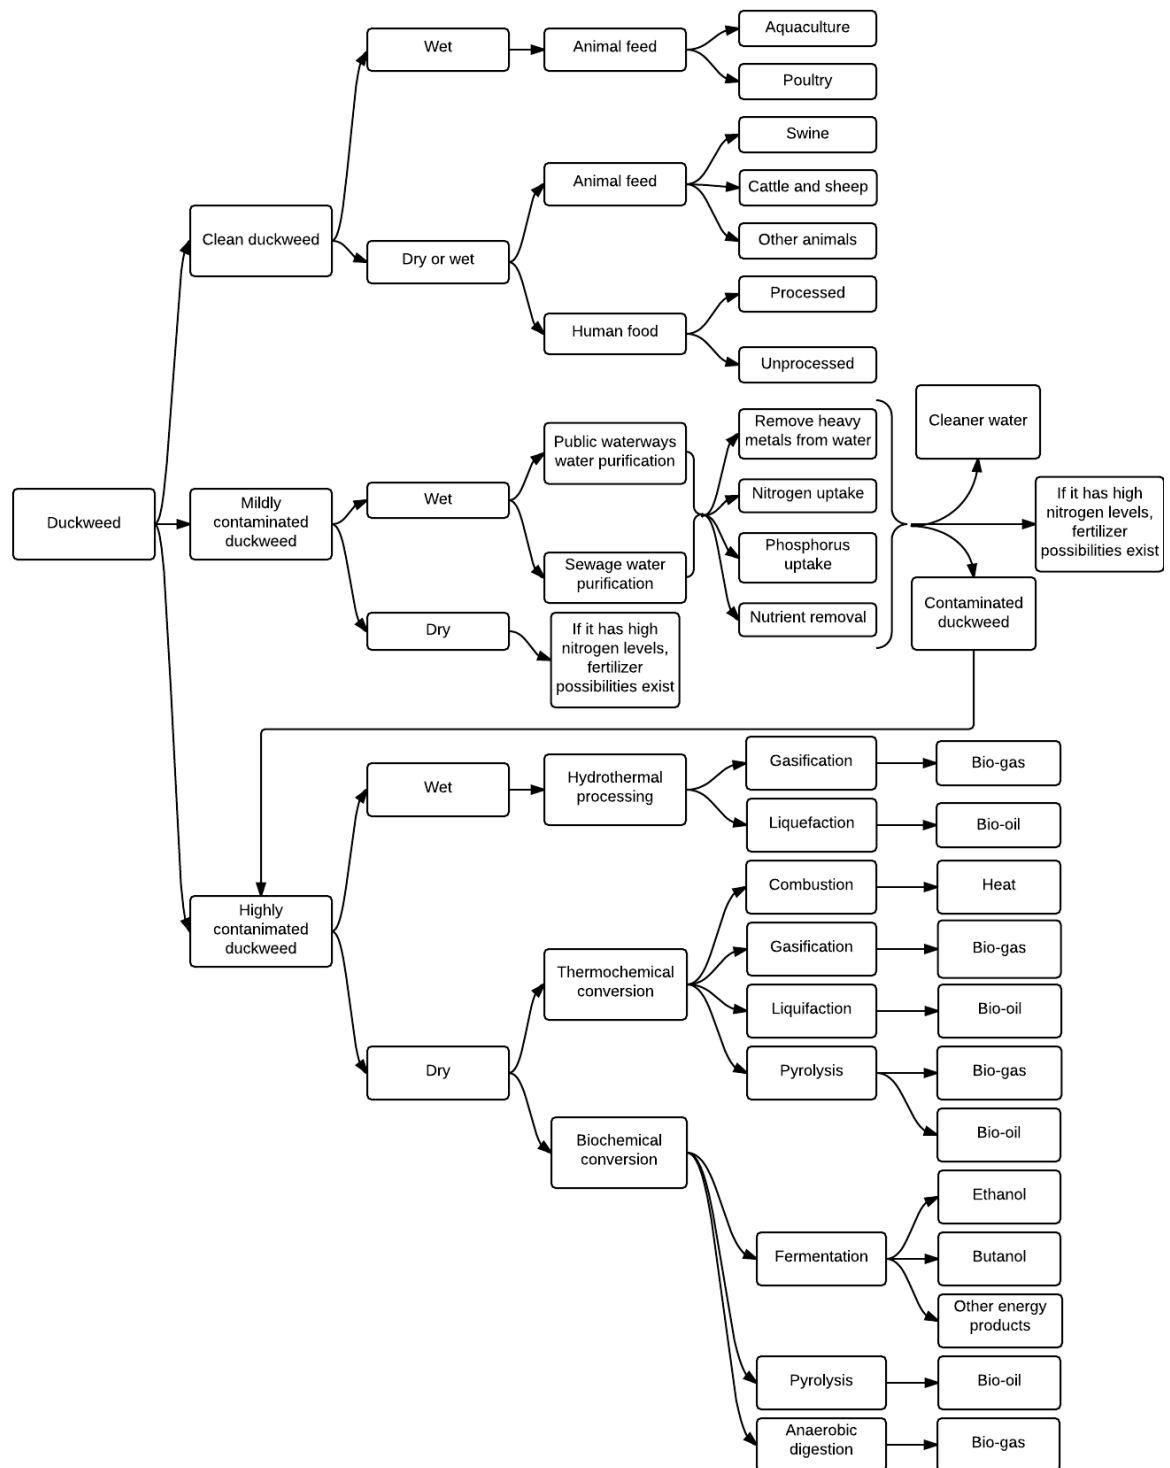 Aquaculture
Wet
Animal feed
Poultry
Swine
Animal feed
Cattle and sheep
Clean duckweed
Other animals
Dry or wet
Processed
Human food
Unprocessed
Cleaner water
Remove heavy
metals from water
Public waterways
water purification
Duckweed
Mildly
contaminated
duckweed
Wet
Nitrogen uptake
If it has high
nitrogen levels,
fertilizer
possibilities exist
Phosphorus
uptake
Sewage water
purification
Contaminated
duckweed
Nutrient removal
Dry
If it has high
nitrogen levels,
fertilizer
possibilities exist
Gasification
Bio-gas
Wet
Hydrothermal
processing
Liquefaction
Bio-oil
Combustion
Heat
Highly
contanimated
duckweed
Gasification
Bio-gas
Thermochemical
conversion
Liquifaction
Bio-oil
Dry
Pyrolysis
Bio-gas
Bio-oil
Biochemical
conversion
Ethanol
Fermentation
Butanol
Other energy
products
Pyrolysis
Bio-oil
Anaerobic
digestion
Bio-gas